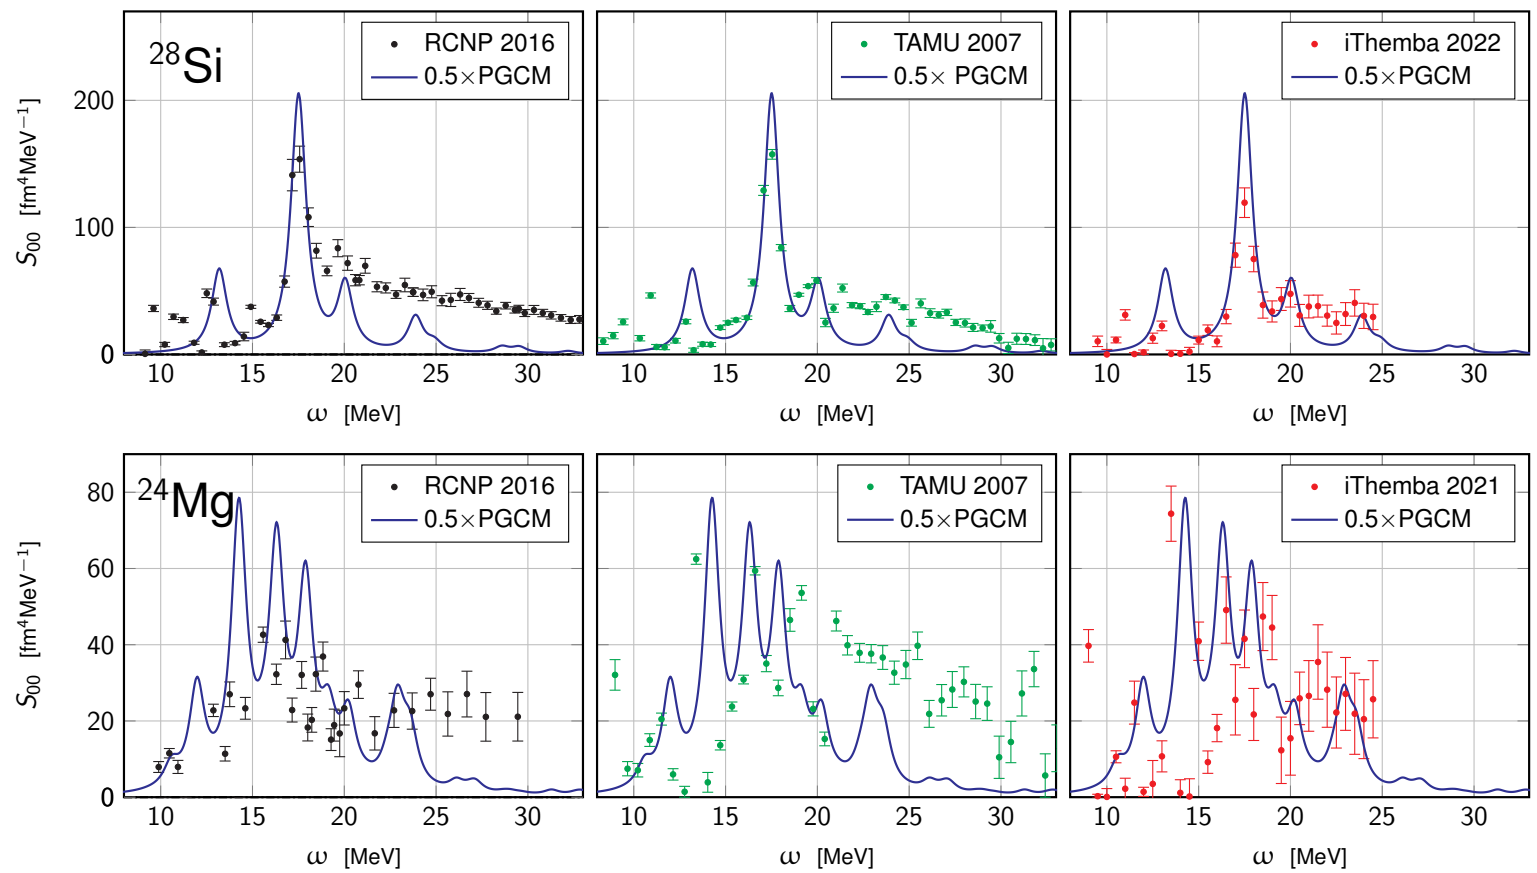 ²⁸Si
RCNP 2016
0.5×PGCM
TAMU 2007
0.5× PGCM
iThemba 2022
0.5×PGCM
S₀₀ [fm⁴MeV⁻¹]
200
100
0
10 15 20 25 30
10 15 20 25 30
10 15 20 25 30
ω [MeV]
ω [MeV]
ω [MeV]
²⁴Mg
RCNP 2016
0.5×PGCM
TAMU 2007
0.5×PGCM
iThemba 2021
0.5×PGCM
S₀₀ [fm⁴MeV⁻¹]
80
60
40
20
0
10 15 20 25 30
10 15 20 25 30
10 15 20 25 30
ω [MeV]
ω [MeV]
ω [MeV]